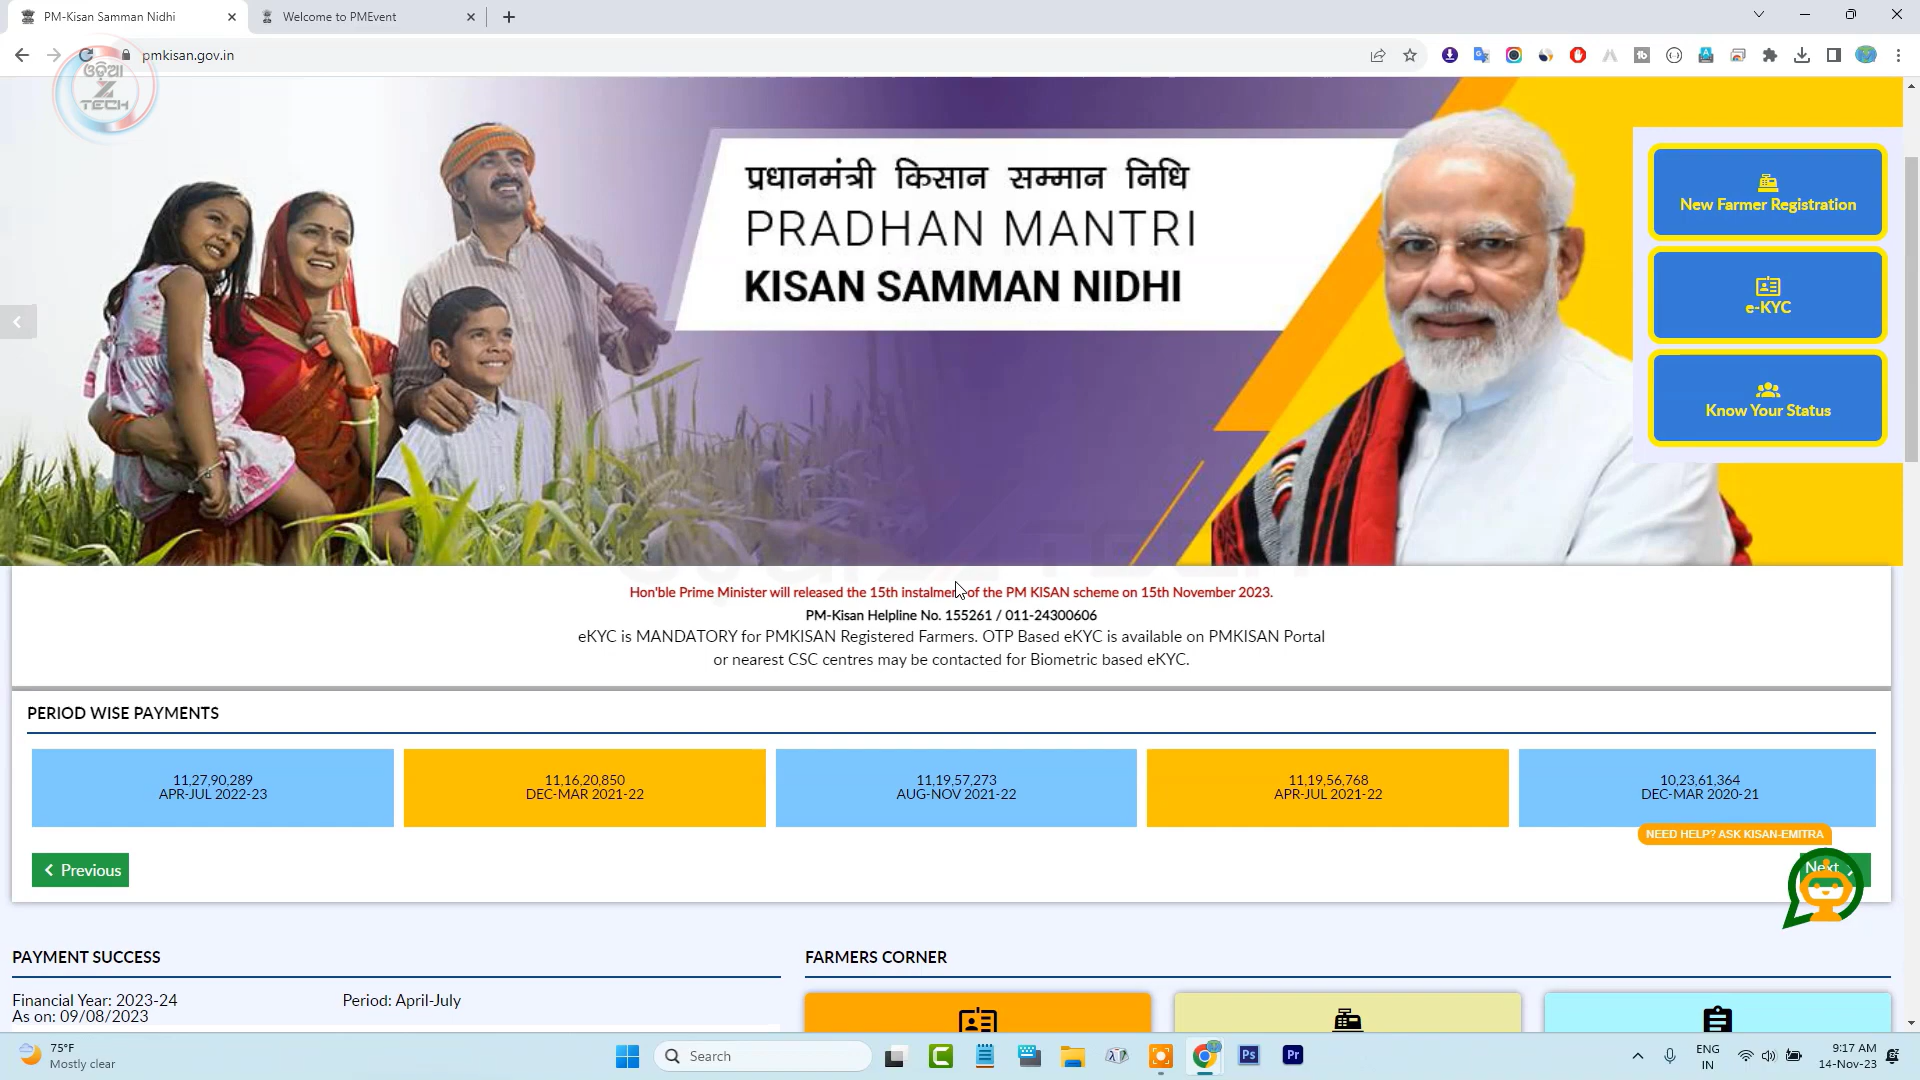 PM-Kisan Samman Nidhi
Welcome to PMEvent
pmkisan.gov.in
ଓଡ଼ିଆ
Z
TECH
प्रधानमंत्री किसान सम्मान निधि
PRADHAN MANTRI
KISAN SAMMAN NIDHI
New Farmer Registration
e-KYC
Know Your Status
Hon'ble Prime Minister will released the 15th instalment of the PM KISAN scheme on 15th November 2023.
PM-Kisan Helpline No. 155261 / 011-24300606
eKYC is MANDATORY for PMKISAN Registered Farmers. OTP Based eKYC is available on PMKISAN Portal
or nearest CSC centres may be contacted for Biometric based eKYC.
PERIOD WISE PAYMENTS
11,27,90,289
APR-JUL 2022-23
11,16,20,850
DEC-MAR 2021-22
11,19,57,273
AUG-NOV 2021-22
11,19,56,768
APR-JUL 2021-22
10,23,61,364
DEC-MAR 2020-21
NEED HELP? ASK KISAN-EMITRA
Previous
Next
PAYMENT SUCCESS
FARMERS CORNER
Financial Year: 2023-24
Period: April-July
As on: 09/08/2023
75°F
Mostly clear
Search
Ps
Pr
ENG
IN
9:17 AM
14-Nov-23